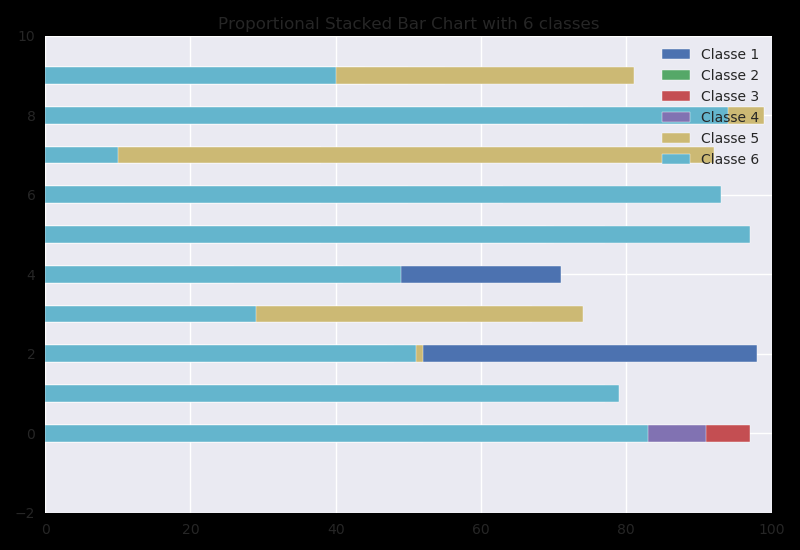 Proportional Stacked Bar Chart with 6 classes
10
8
6
4
2
0
−2
0 20 40 60 80 100
Classe 1
Classe 2
Classe 3
Classe 4
Classe 5
Classe 6